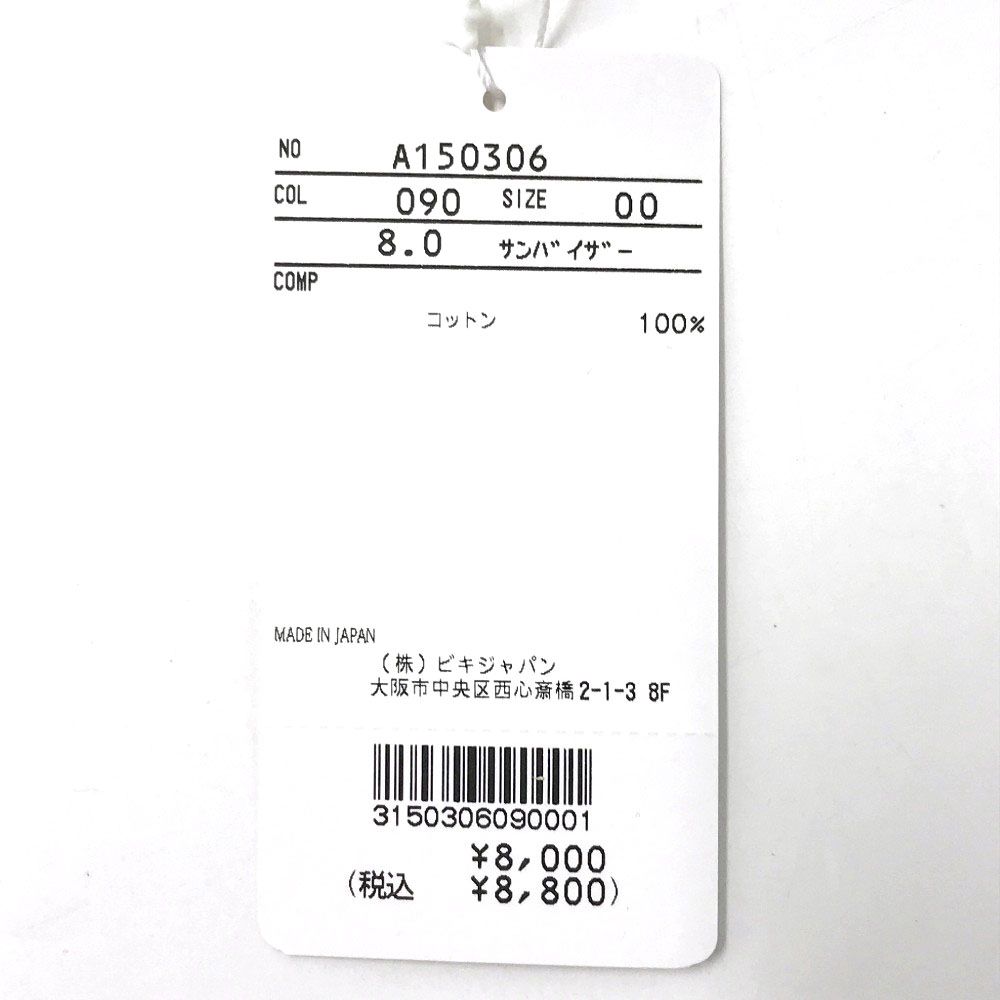 NO A150306
COL 090 SIZE 00
8.0 サンバイザー
COMP
コットン 100%
MADE IN JAPAN
(株)ビキジャパン
大阪市中央区西心斎橋2-1-3 8F
3150306090001
¥8,000
(税込 ¥8,800)